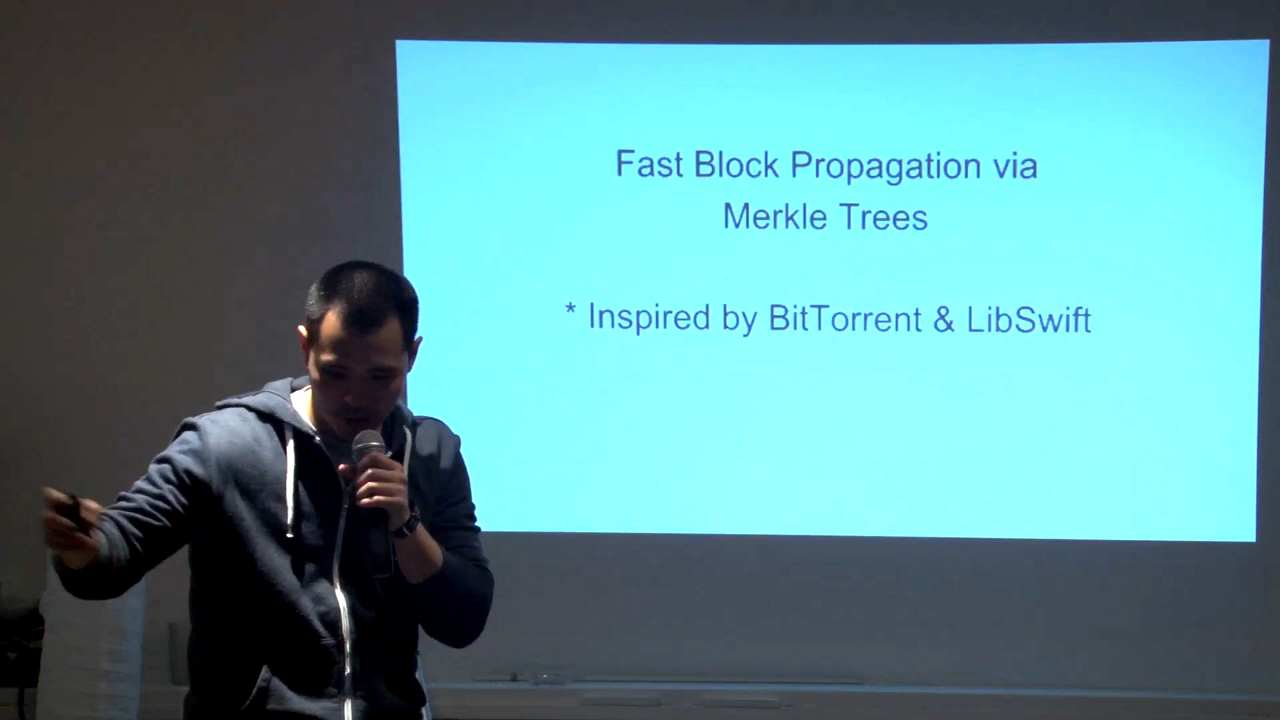 Fast Block Propagation via
Merkle Trees
* Inspired by BitTorrent & LibSwift